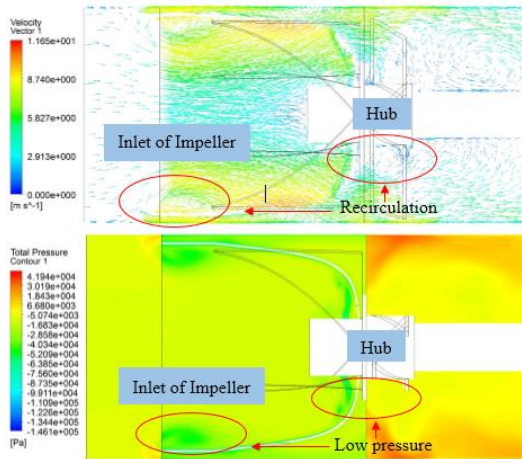 Velocity
Vector 1
1.165e+001
8.740e+000
5.827e+000
2.913e+000
0.000e+000
[m s^-1]
Hub
Inlet of Impeller
Recirculation
Total Pressure
Contour 1
4.194e+004
3.019e+004
1.843e+004
6.680e+003
-5.074e+003
-1.683e+004
-2.858e+004
-4.034e+004
-5.209e+004
-6.385e+004
-7.560e+004
-8.735e+004
-9.911e+004
-1.109e+005
-1.226e+005
-1.344e+005
-1.461e+005
[Pa]
Hub
Inlet of Impeller
Low pressure